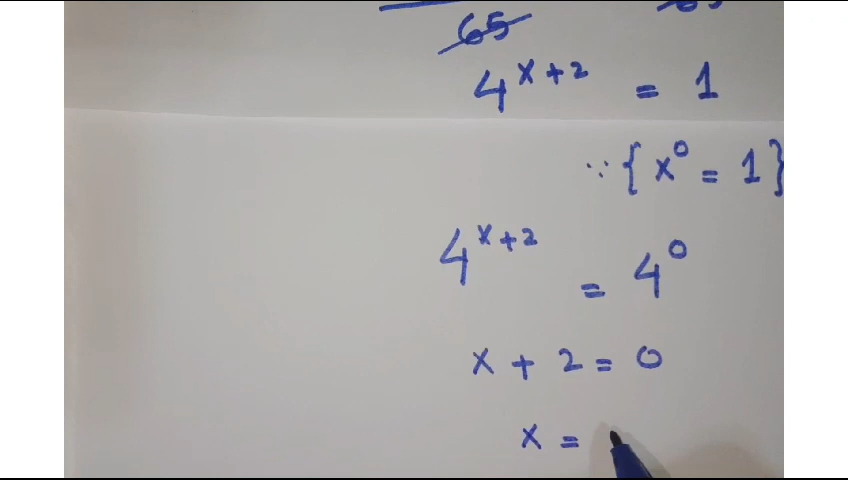 65
4^{x+2} = 1
∵ {x^0 = 1}
4^{x+2} = 4^0
x + 2 = 0
x =